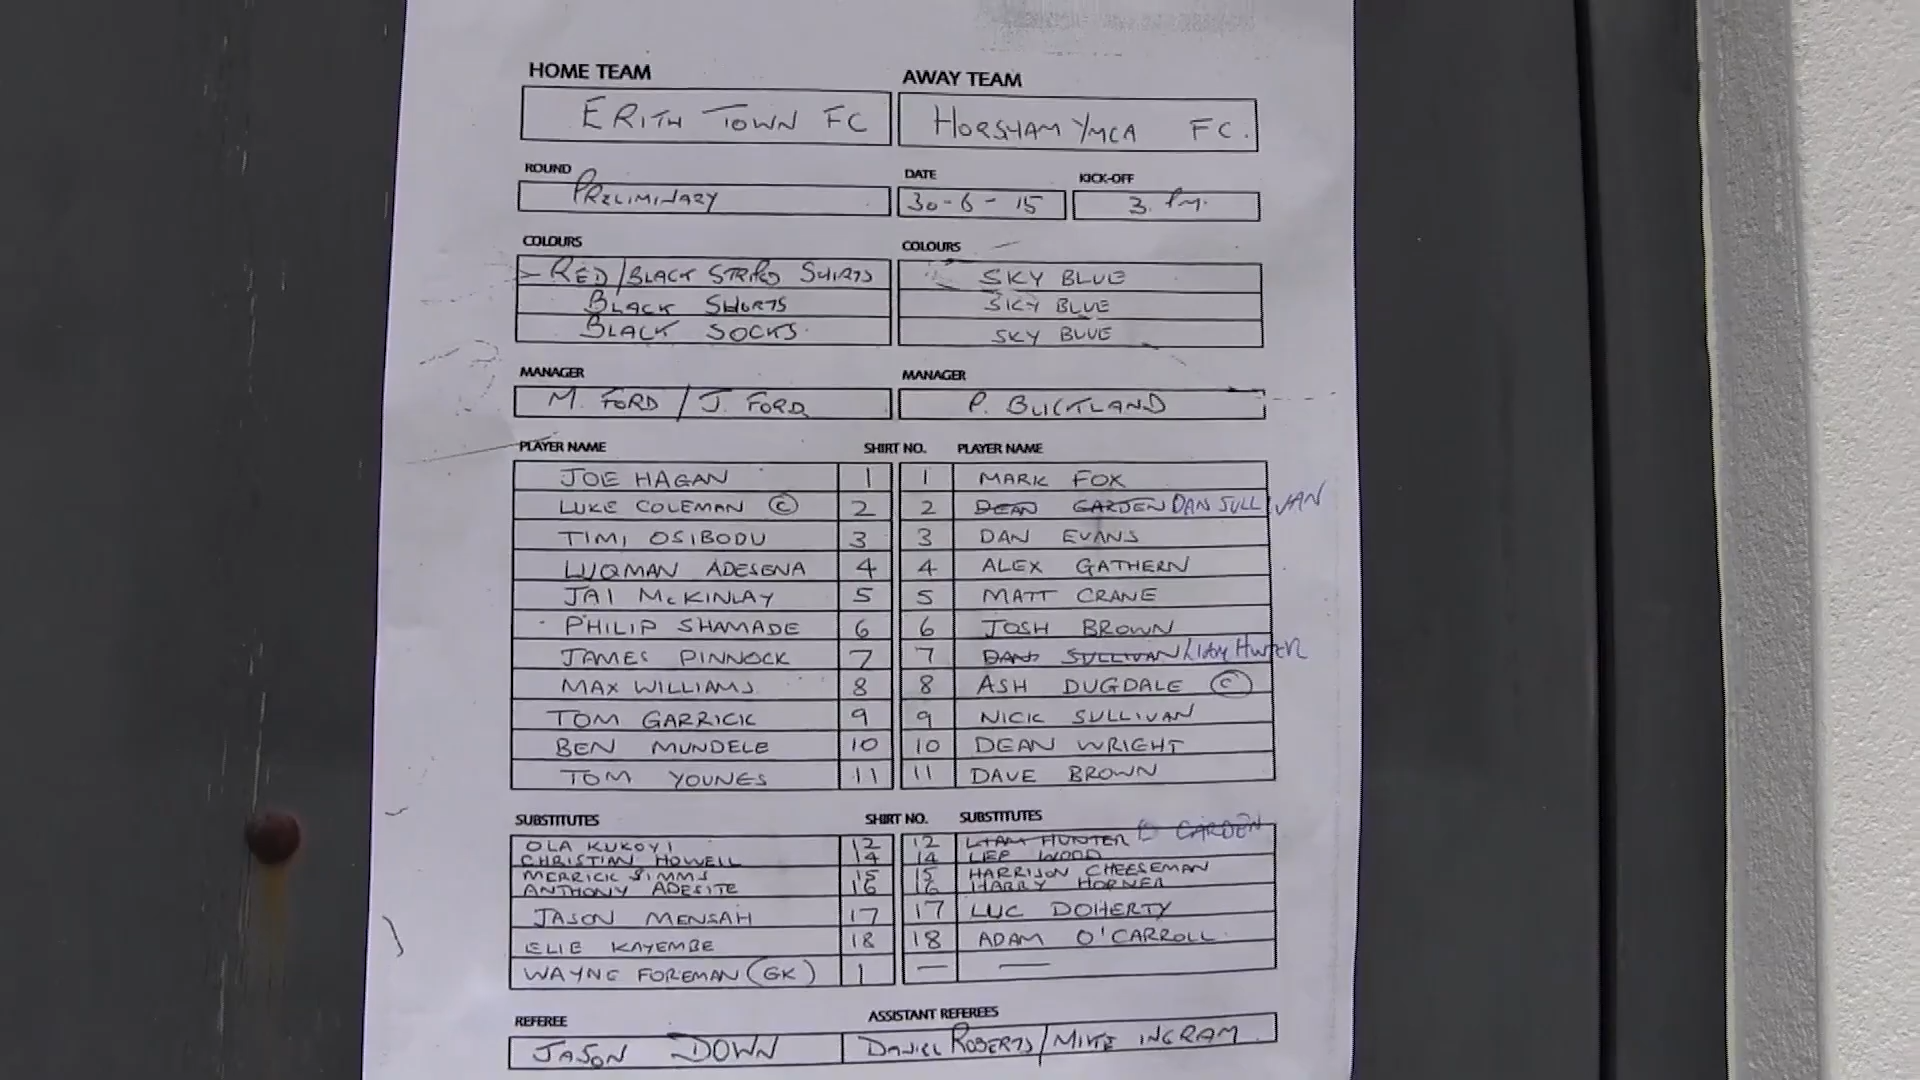 HOME TEAM AWAY TEAM
ERITH TOWN FC HORSHAM YMCA FC.
ROUND DATE KICK-OFF
PRELIMINARY 30-6-15 3. PM.
COLOURS COLOURS
RED/BLACK STRIPED SHIRTS SKY BLUE
BLACK SHORTS SKY BLUE
BLACK SOCKS SKY BLUE
MANAGER MANAGER
M. FORD / J. FORD P. BUCKLAND
PLAYER NAME SHIRT NO. PLAYER NAME
JOE HAGAN 1 1 MARK FOX
LUKE COLEMAN © 2 2 DEAN CARDEN DAN SULLIVAN
TIMI OSIBODU 3 3 DAN EVANS
LUQMAN ADESENA 4 4 ALEX GATHERN
JAI McKINLAY 5 5 MATT CRANE
PHILIP SHAMADE 6 6 JOSH BROWN
JAMES PINNOCK 7 7 DAN SULLIVAN LIAM HUNTER
MAX WILLIAMS 8 8 ASH DUGDALE ©
TOM GARRICK 9 9 NICK SULLIVAN
BEN MUNDELE 10 10 DEAN WRIGHT
TOM YOUNES 11 11 DAVE BROWN
SUBSTITUTES SHIRT NO. SUBSTITUTES
OLA KUKOYI 12 12 LIAM HUNTER D CARDEN
CHRISTIAN HOWELL 14 14 LEE WOOD
MERRICK SIMMS 15 15 HARRISON CHEESEMAN
ANTHONY ADESITE 16 16 HARRY HORNER
JASON MENSAH 17 17 LUC DOHERTY
ELIE KAYEMBE 18 18 ADAM O'CARROLL
WAYNE FOREMAN (GK) 1 — —
REFEREE ASSISTANT REFEREES
JASON DOWN DANIEL ROBERTS/MIKE INGRAM